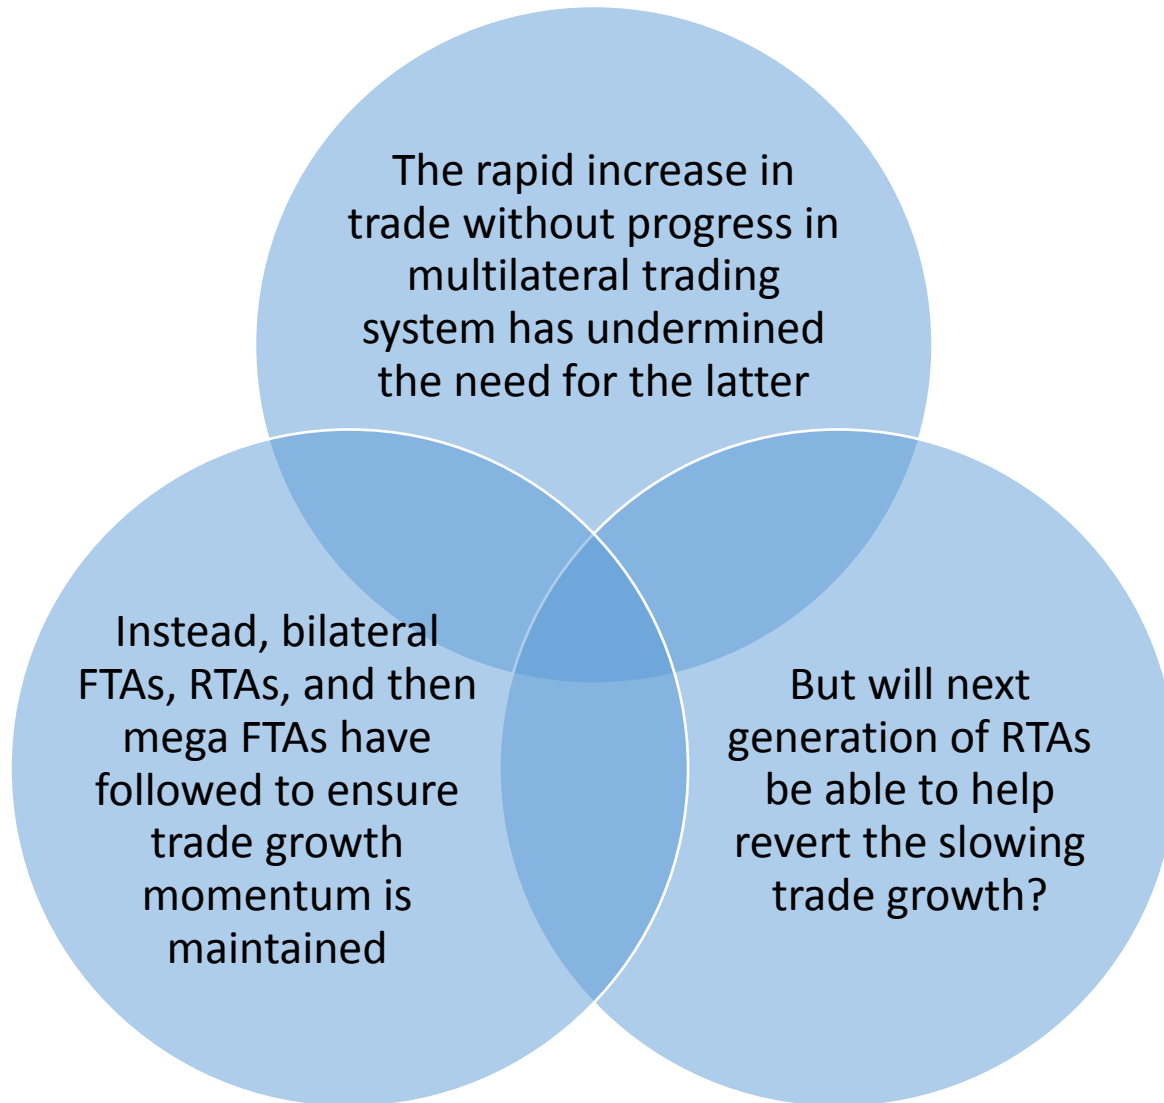 The rapid increase in
trade without progress in
multilateral trading
system has undermined
the need for the latter
Instead, bilateral
FTAs, RTAs, and then
mega FTAs have
followed to ensure
trade growth
momentum is
maintained
But will next
generation of RTAs
be able to help
revert the slowing
trade growth?